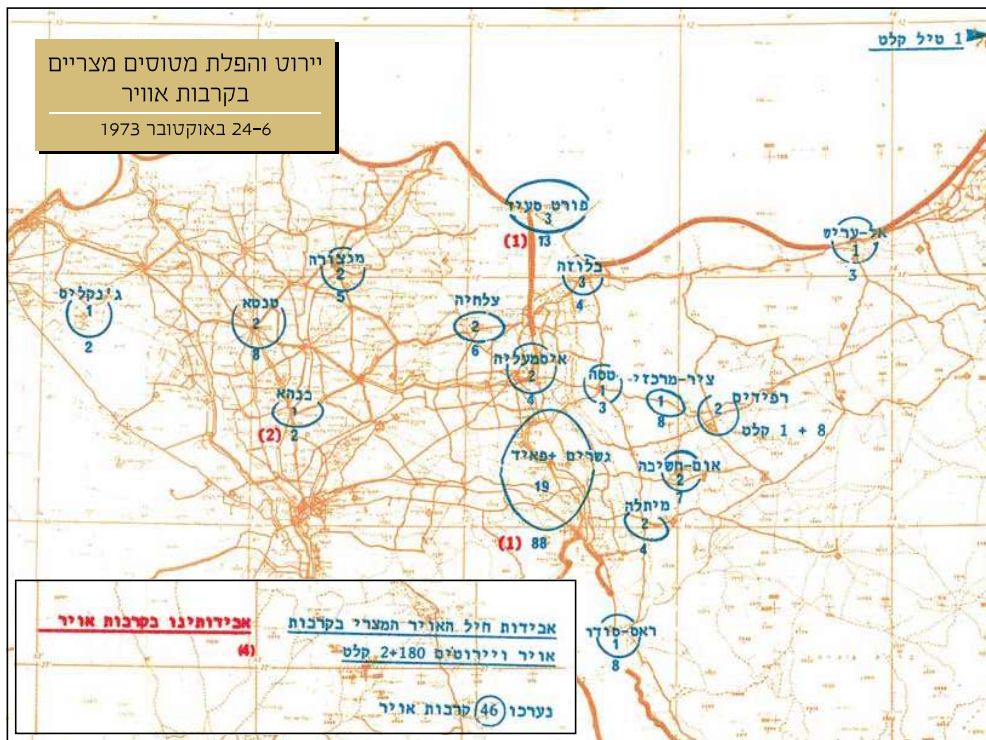 יירוט והפלת מטוסים מצריים
בקרבות אוויר
24-6 באוקטובר 1973
1 טיל קלט
פורט סעיד
3
13
(1)
אל-עריש
1
3
בלוזה
3
4
מנצורה
2
5
ג'נקליס
1
2
טנטא
2
8
צלחיה
2
6
איסמעליה
2
4
טסה
1
3
ציר-מרכזי
1
8
רפידים
2
8 + 1 קלט
בנהא
1
2
(2)
גשרים +פאיד
19
88
(1)
אום-חשיבה
2
7
מיתלה
2
4
ראס-סודר
1
8
אבידות חיל האויר המצרי בקרבות
אויר ויירוטים 180+2 קלט
נערכו 46 קרבות אויר
אבידותינו בקרבות אויר
(4)